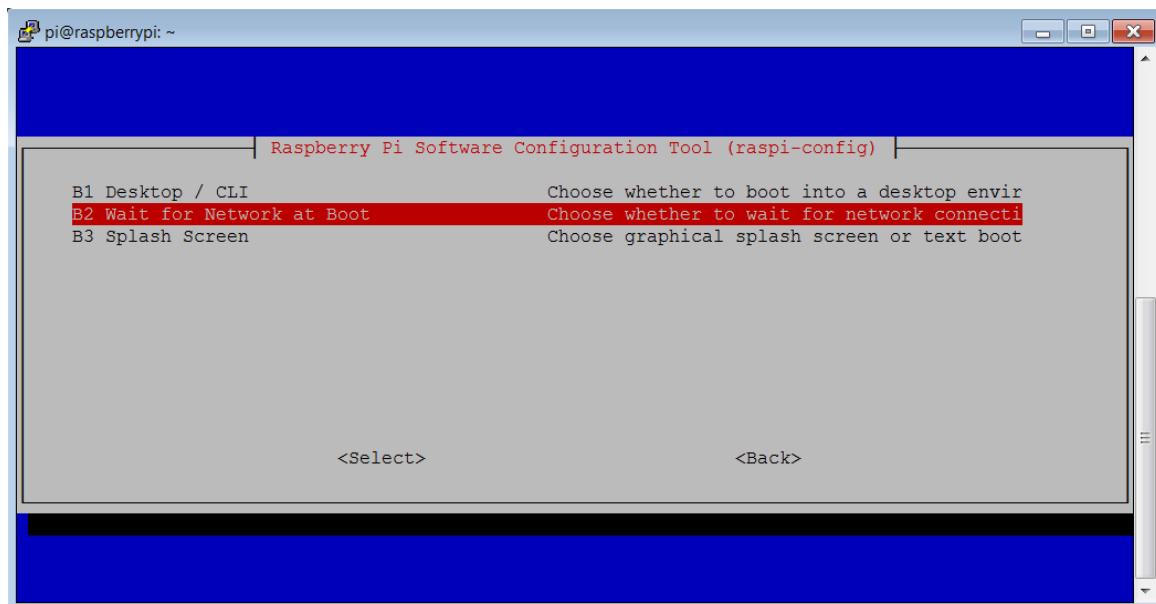 pi@raspberrypi: ~
Raspberry Pi Software Configuration Tool (raspi-config)
B1 Desktop / CLI Choose whether to boot into a desktop envir
B2 Wait for Network at Boot Choose whether to wait for network connecti
B3 Splash Screen Choose graphical splash screen or text boot
<Select> <Back>